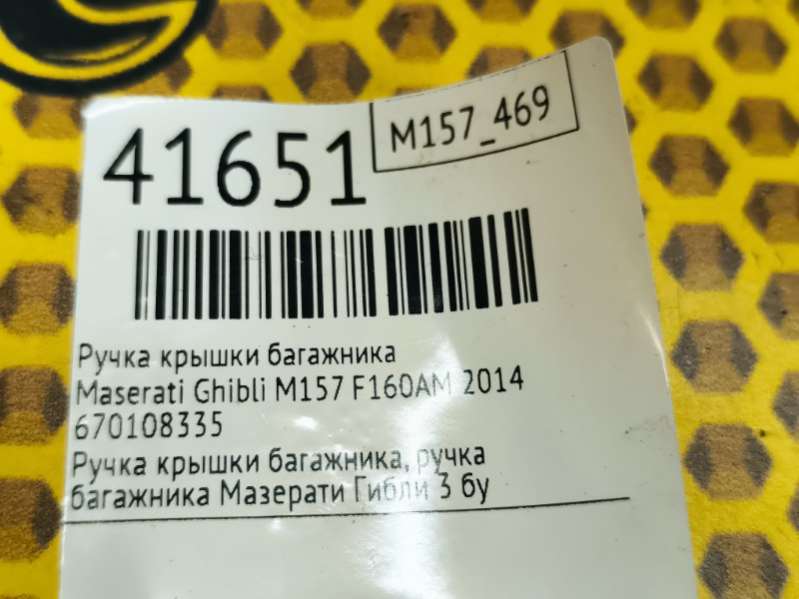 41651
M157_469
Ручка крышки багажника
Maserati Ghibli M157 F160AM 2014
670108335
Ручка крышки багажника, ручка
багажника Мазерати Гибли 3 бу